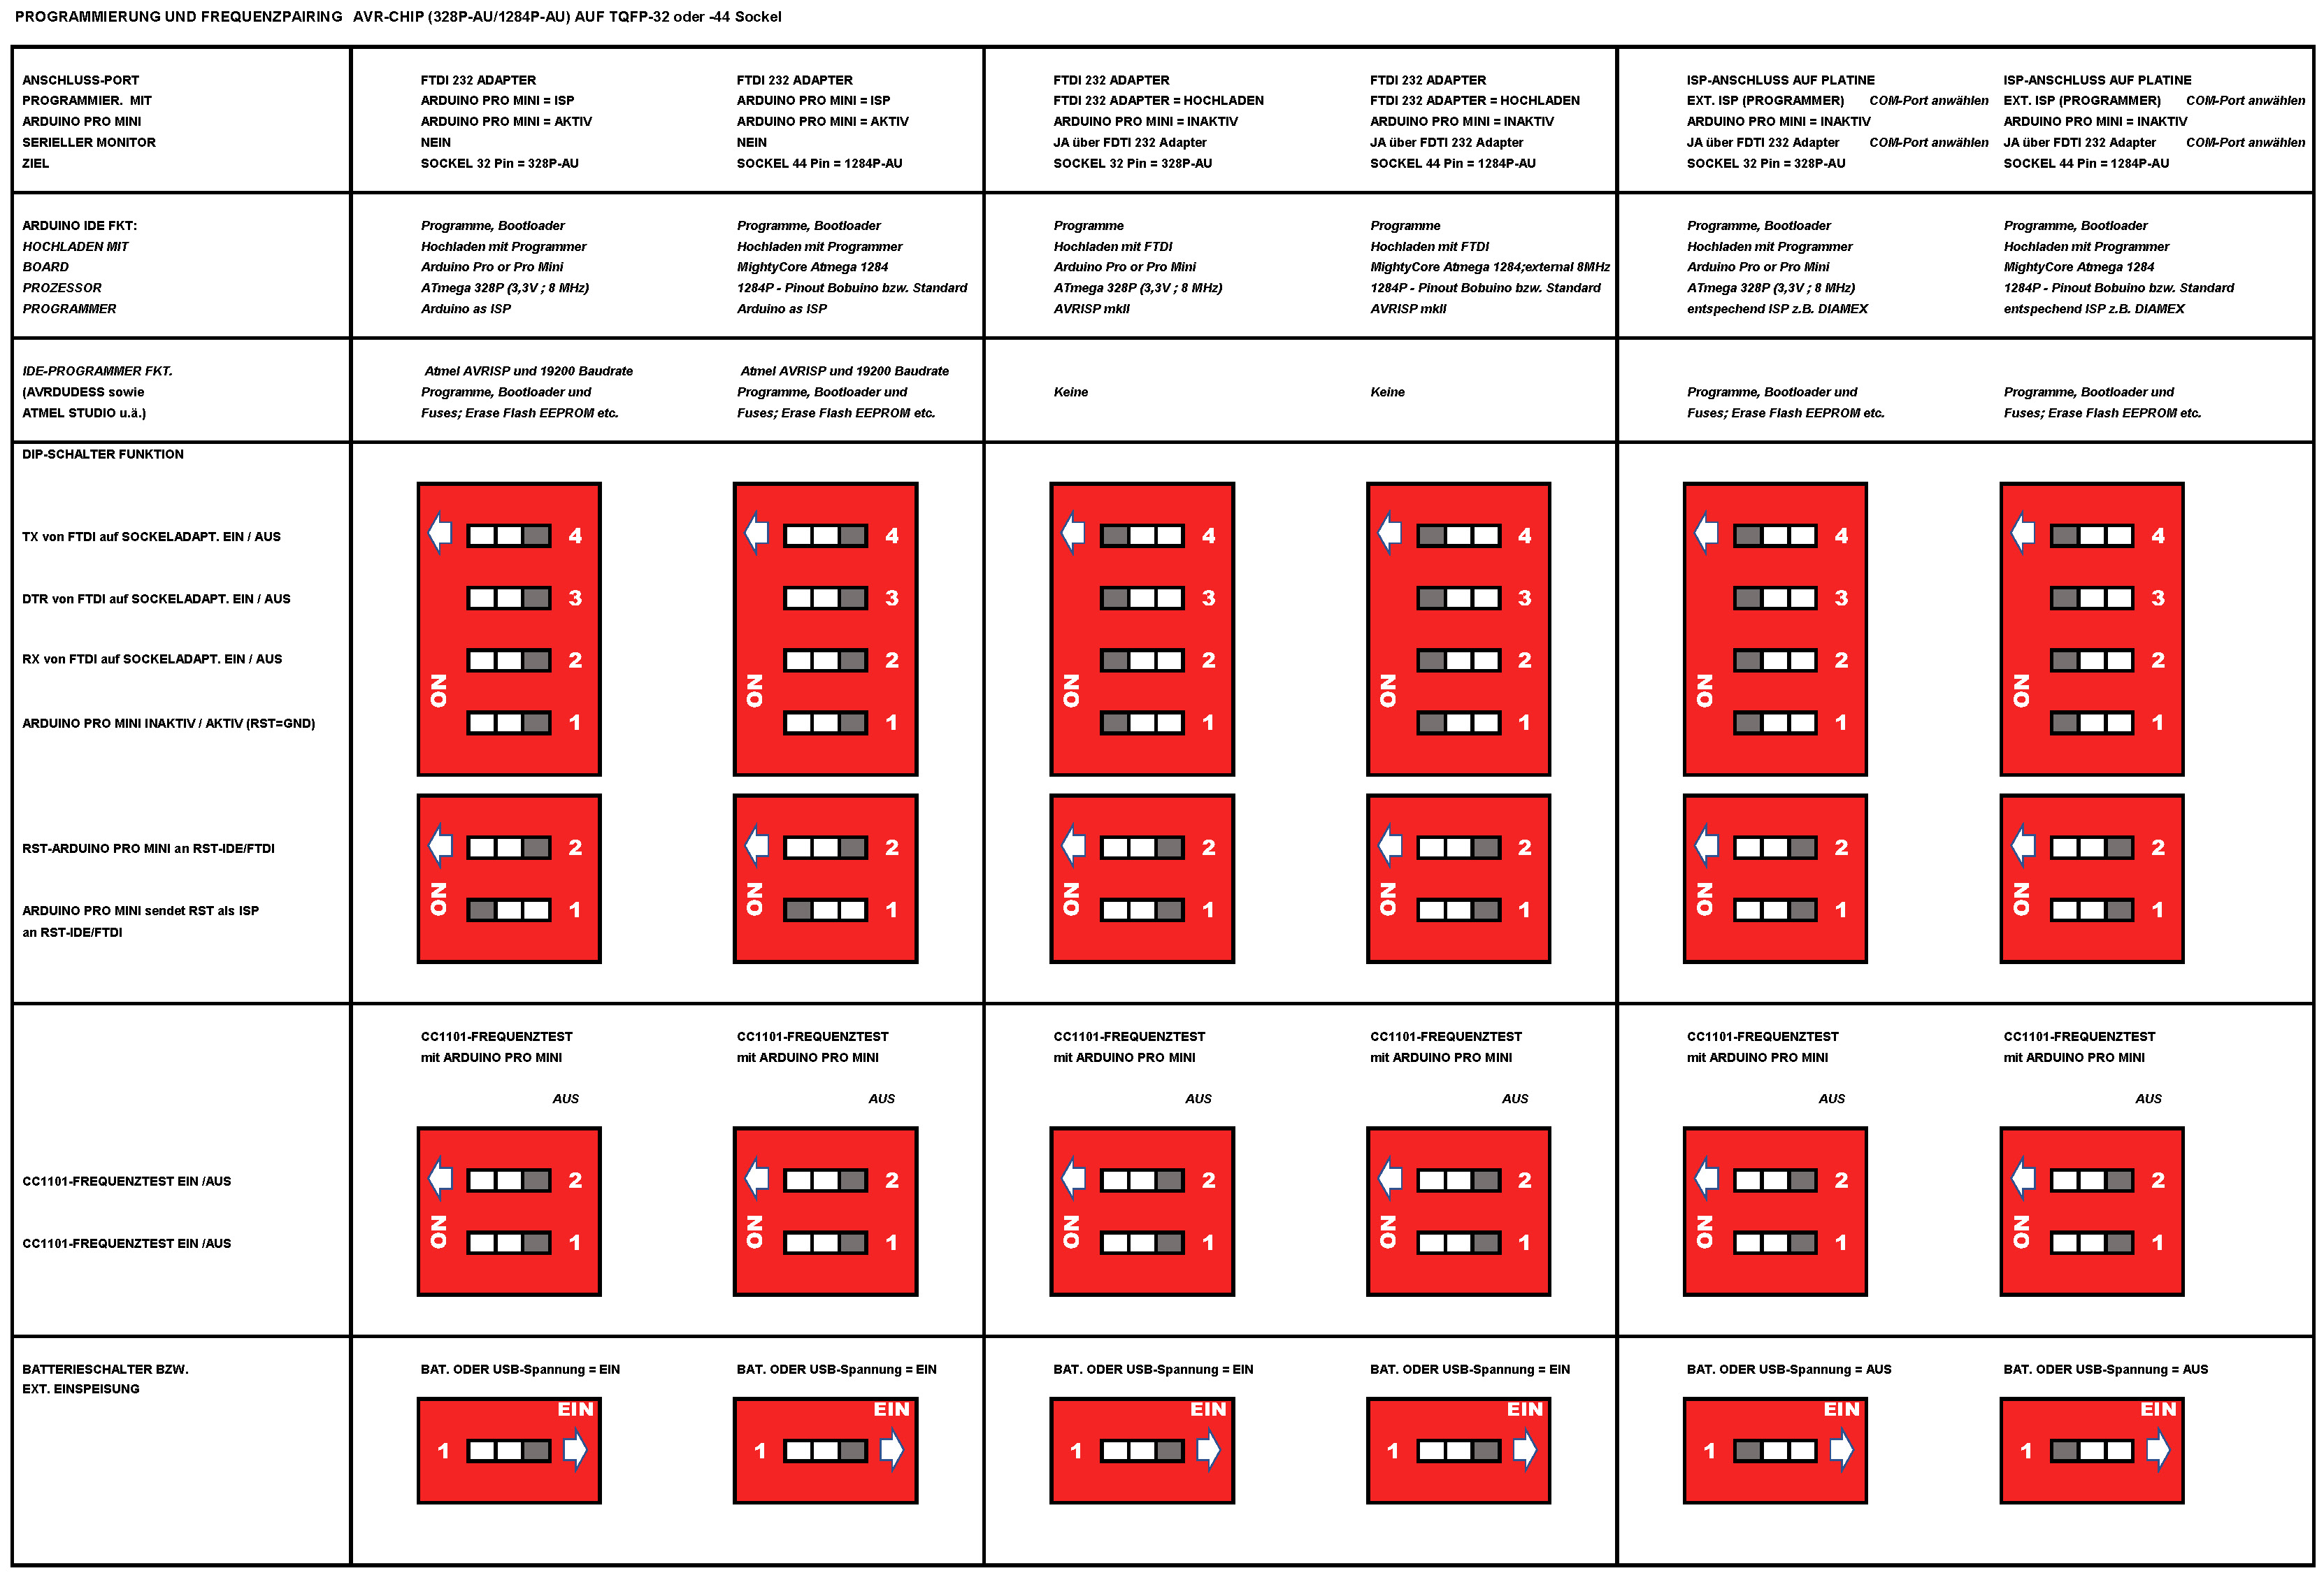 PROGRAMMIERUNG UND FREQUENZPAIRING AVR-CHIP (328P-AU/1284P-AU) AUF TQFP-32 oder -44 Sockel
ANSCHLUSS-PORT FTDI 232 ADAPTER FTDI 232 ADAPTER FTDI 232 ADAPTER FTDI 232 ADAPTER ISP-ANSCHLUSS AUF PLATINE ISP-ANSCHLUSS AUF PLATINE
PROGRAMMIER. MIT ARDUINO PRO MINI = ISP ARDUINO PRO MINI = ISP FTDI 232 ADAPTER = HOCHLADEN FTDI 232 ADAPTER = HOCHLADEN EXT. ISP (PROGRAMMER) COM-Port anwählen EXT. ISP (PROGRAMMER) COM-Port anwählen
ARDUINO PRO MINI ARDUINO PRO MINI = AKTIV ARDUINO PRO MINI = AKTIV ARDUINO PRO MINI = INAKTIV ARDUINO PRO MINI = INAKTIV ARDUINO PRO MINI = INAKTIV ARDUINO PRO MINI = INAKTIV
SERIELLER MONITOR NEIN NEIN JA über FDTI 232 Adapter JA über FDTI 232 Adapter JA über FDTI 232 Adapter COM-Port anwählen JA über FDTI 232 Adapter COM-Port anwählen
ZIEL SOCKEL 32 Pin = 328P-AU SOCKEL 44 Pin = 1284P-AU SOCKEL 32 Pin = 328P-AU SOCKEL 44 Pin = 1284P-AU SOCKEL 32 Pin = 328P-AU SOCKEL 44 Pin = 1284P-AU
ARDUINO IDE FKT: Programme, Bootloader Programme, Bootloader Programme Programme Programme, Bootloader Programme, Bootloader
HOCHLADEN MIT Hochladen mit Programmer Hochladen mit Programmer Hochladen mit FTDI Hochladen mit FTDI Hochladen mit Programmer Hochladen mit Programmer
BOARD Arduino Pro or Pro Mini MightyCore Atmega 1284 Arduino Pro or Pro Mini MightyCore Atmega 1284;external 8MHz Arduino Pro or Pro Mini MightyCore Atmega 1284
PROZESSOR ATmega 328P (3,3V ; 8 MHz) 1284P - Pinout Bobuino bzw. Standard ATmega 328P (3,3V ; 8 MHz) 1284P - Pinout Bobuino bzw. Standard ATmega 328P (3,3V ; 8 MHz) 1284P - Pinout Bobuino bzw. Standard
PROGRAMMER Arduino as ISP Arduino as ISP AVRISP mkII AVRISP mkII entspechend ISP z.B. DIAMEX entspechend ISP z.B. DIAMEX
IDE-PROGRAMMER FKT. Atmel AVRISP und 19200 Baudrate Atmel AVRISP und 19200 Baudrate
(AVRDUDESS sowie Programme, Bootloader und Programme, Bootloader und Keine Keine Programme, Bootloader und Programme, Bootloader und
ATMEL STUDIO u.ä.) Fuses; Erase Flash EEPROM etc. Fuses; Erase Flash EEPROM etc. Fuses; Erase Flash EEPROM etc. Fuses; Erase Flash EEPROM etc.
DIP-SCHALTER FUNKTION
TX von FTDI auf SOCKELADAPT. EIN / AUS 4 4 4 4 4 4
DTR von FTDI auf SOCKELADAPT. EIN / AUS 3 3 3 3 3 3
RX von FTDI auf SOCKELADAPT. EIN / AUS 2 2 2 2 2 2
ON ON ON ON ON ON
ARDUINO PRO MINI INAKTIV / AKTIV (RST=GND) 1 1 1 1 1 1
RST-ARDUINO PRO MINI an RST-IDE/FTDI 2 2 2 2 2 2
ON ON ON ON ON ON
ARDUINO PRO MINI sendet RST als ISP 1 1 1 1 1 1
an RST-IDE/FTDI
CC1101-FREQUENZTEST CC1101-FREQUENZTEST CC1101-FREQUENZTEST CC1101-FREQUENZTEST CC1101-FREQUENZTEST CC1101-FREQUENZTEST
mit ARDUINO PRO MINI mit ARDUINO PRO MINI mit ARDUINO PRO MINI mit ARDUINO PRO MINI mit ARDUINO PRO MINI mit ARDUINO PRO MINI
AUS AUS AUS AUS AUS AUS
CC1101-FREQUENZTEST EIN /AUS 2 2 2 2 2 2
ON ON ON ON ON ON
CC1101-FREQUENZTEST EIN /AUS 1 1 1 1 1 1
BATTERIESCHALTER BZW. BAT. ODER USB-Spannung = EIN BAT. ODER USB-Spannung = EIN BAT. ODER USB-Spannung = EIN BAT. ODER USB-Spannung = EIN BAT. ODER USB-Spannung = AUS BAT. ODER USB-Spannung = AUS
EXT. EINSPEISUNG
EIN EIN EIN EIN EIN EIN
1 1 1 1 1 1